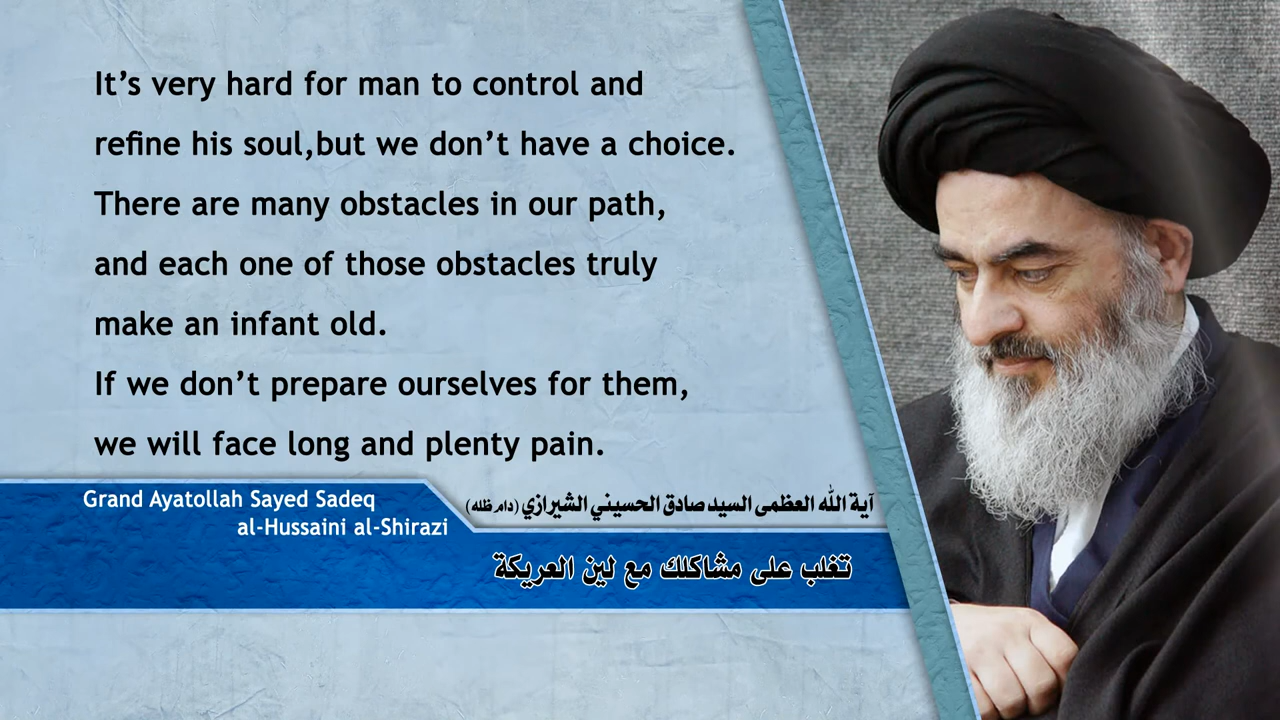 It’s very hard for man to control and
refine his soul,but we don’t have a choice.
There are many obstacles in our path,
and each one of those obstacles truly
make an infant old.
If we don’t prepare ourselves for them,
we will face long and plenty pain.
Grand Ayatollah Sayed Sadeq
al-Hussaini al-Shirazi
آية الله العظمى السيد صادق الحسيني الشيرازي (دام ظله)
تغلب على مشاكلك مع لين العريكة